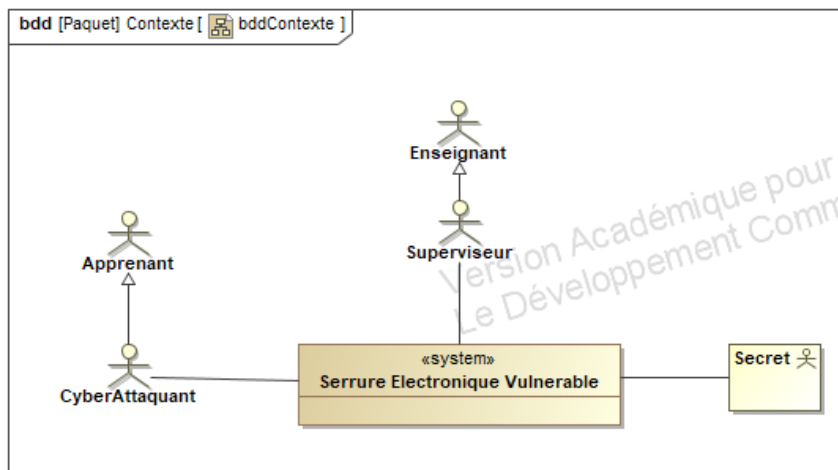 bdd [Paquet] Contexte [ bddContexte ]
Enseignant
Superviseur
Apprenant
CyberAttaquant
«system»
Serrure Electronique Vulnerable
Secret
Version Académique pour
Le Développement Comm